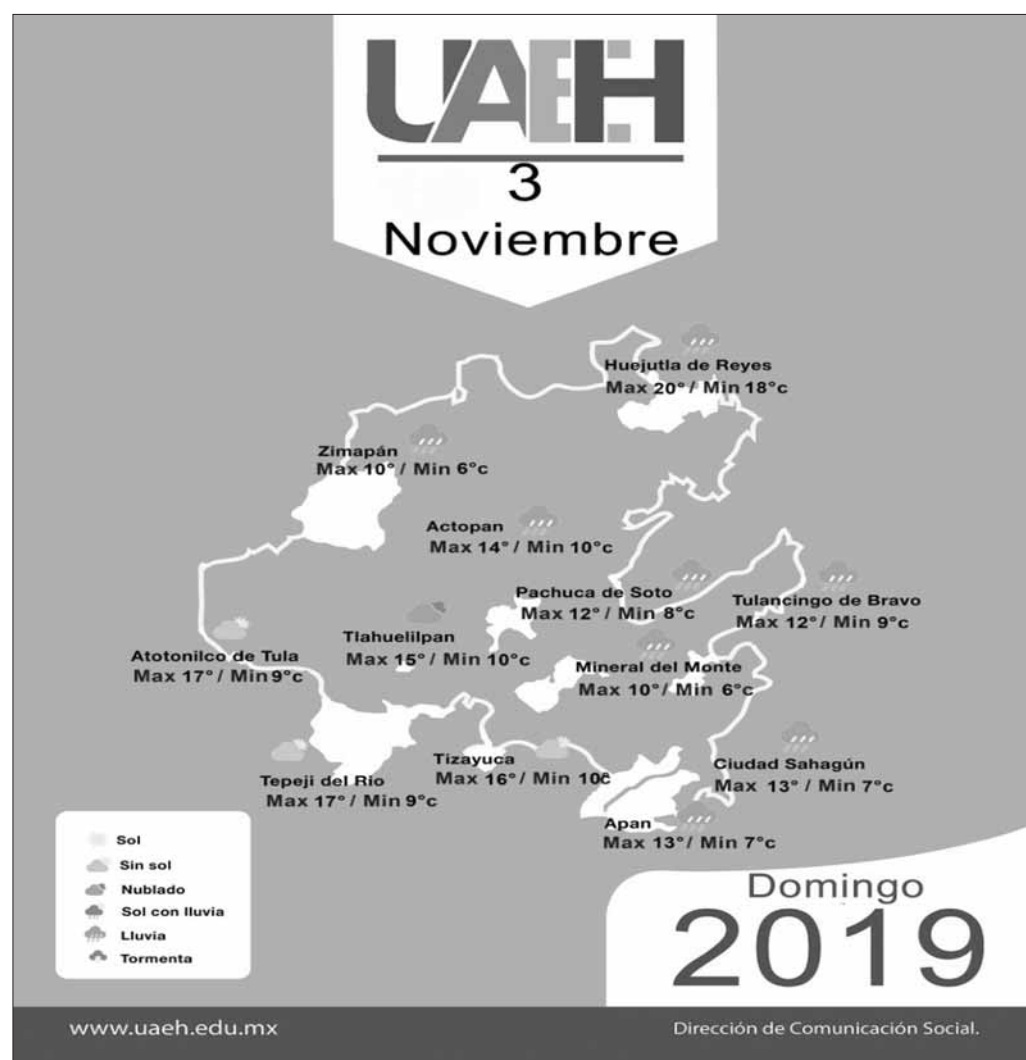 UAEH
3
Noviembre
Huejutla de Reyes
Max 20° / Min 18°c
Zimapán
Max 10° / Min 6°c
Actopan
Max 14° / Min 10°c
Pachuca de Soto
Max 12° / Min 8°c
Tulancingo de Bravo
Max 12° / Min 9°c
Tlahuelilpan
Max 15° / Min 10°c
Atotonilco de Tula
Max 17° / Min 9°c
Mineral del Monte
Max 10° / Min 6°c
Tizayuca
Max 16° / Min 10c
Ciudad Sahagún
Max 13° / Min 7°c
Tepeji del Rio
Max 17° / Min 9°c
Apan
Max 13° / Min 7°c
Sol
Sin sol
Nublado
Sol con lluvia
Lluvia
Tormenta
Domingo
2019
www.uaeh.edu.mx
Dirección de Comunicación Social.